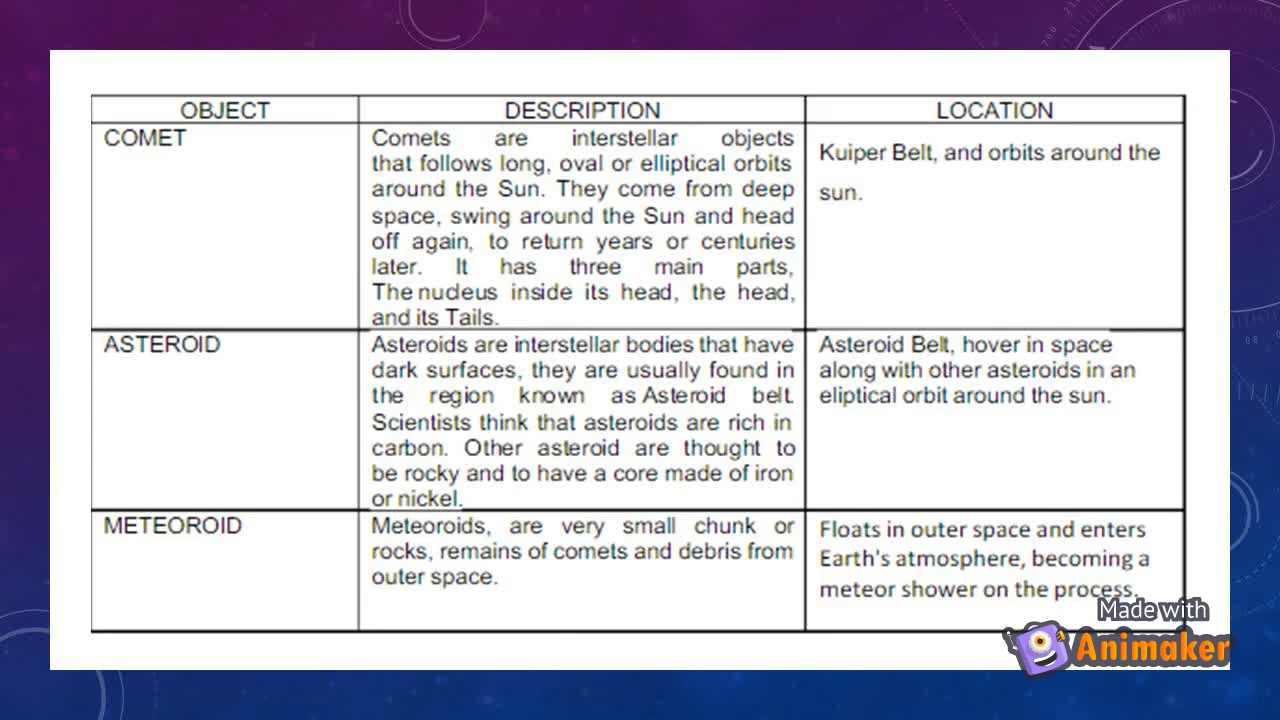 OBJECT
DESCRIPTION
LOCATION
COMET
Comets are interstellar objects
that follows long, oval or elliptical orbits
around the Sun. They come from deep
space, swing around the Sun and head
off again, to return years or centuries
later. It has three main parts,
The nucleus inside its head, the head,
and its Tails.
Kuiper Belt, and orbits around the
sun.
ASTEROID
Asteroids are interstellar bodies that have
dark surfaces, they are usually found in
the region known as Asteroid belt.
Scientists think that asteroids are rich in
carbon. Other asteroid are thought to
be rocky and to have a core made of iron
or nickel.
Asteroid Belt, hover in space
along with other asteroids in an
eliptical orbit around the sun.
METEOROID
Meteoroids, are very small chunk or
rocks, remains of comets and debris from
outer space.
Floats in outer space and enters
Earth's atmosphere, becoming a
meteor shower on the process.
Made with
Animaker